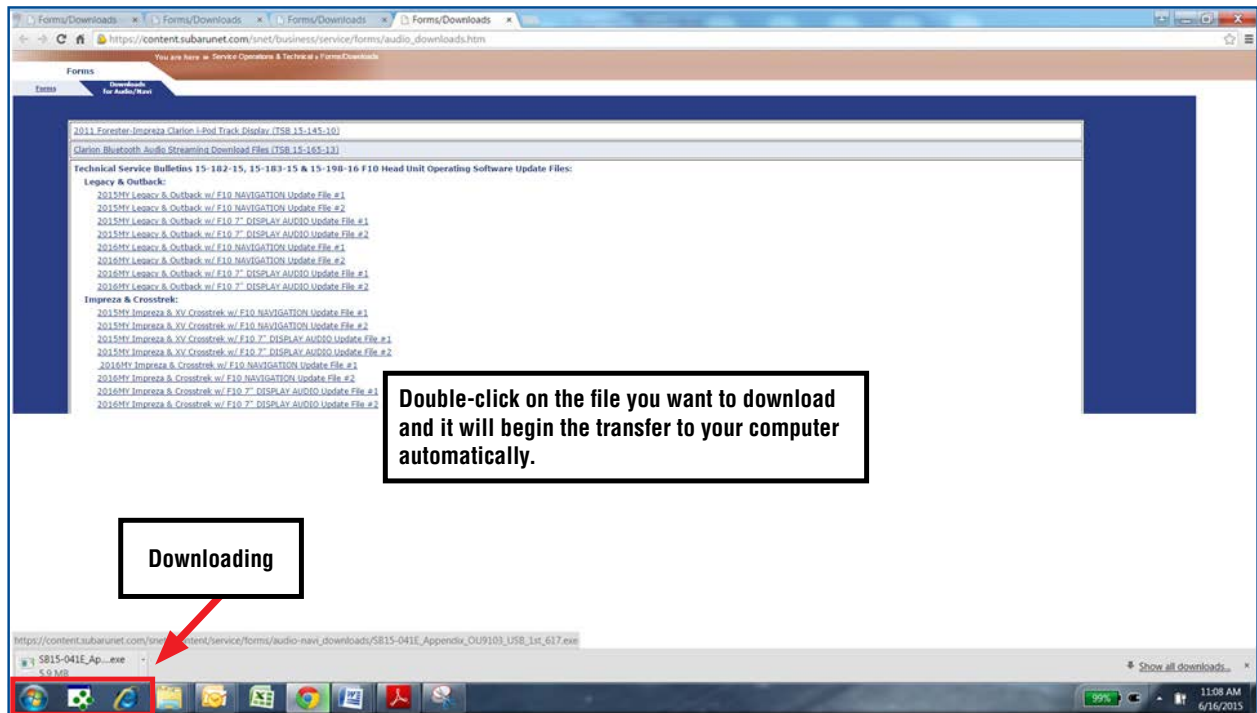 Forms/Downloads Forms/Downloads Forms/Downloads Forms/Downloads
https://content.subarunet.com/snet/business/service/forms/audio_downloads.htm
You are here » Service Operations & Technical » Forms/Downloads
Forms
Forms
Downloads
for Audio/Navi
2011 Forester-Impreza Clarion i-Pod Track Display (TSB 15-145-10)
Clarion Bluetooth Audio Streaming Download Files (TSB 15-165-13)
Technical Service Bulletins 15-182-15, 15-183-15 & 15-198-16 F10 Head Unit Operating Software Update Files:
Legacy & Outback:
2015MY Legacy & Outback w/ F10 NAVIGATION Update File #1
2015MY Legacy & Outback w/ F10 NAVIGATION Update File #2
2015MY Legacy & Outback w/ F10 7" DISPLAY AUDIO Update File #1
2015MY Legacy & Outback w/ F10 7" DISPLAY AUDIO Update File #2
2016MY Legacy & Outback w/ F10 NAVIGATION Update File #1
2016MY Legacy & Outback w/ F10 NAVIGATION Update File #2
2016MY Legacy & Outback w/ F10 7" DISPLAY AUDIO Update File #1
2016MY Legacy & Outback w/ F10 7" DISPLAY AUDIO Update File #2
Impreza & Crosstrek:
2015MY Impreza & XV Crosstrek w/ F10 NAVIGATION Update File #1
2015MY Impreza & XV Crosstrek w/ F10 NAVIGATION Update File #2
2015MY Impreza & XV Crosstrek w/ F10 7" DISPLAY AUDIO Update File #1
2015MY Impreza & XV Crosstrek w/ F10 7" DISPLAY AUDIO Update File #2
2016MY Impreza & Crosstrek w/ F10 NAVIGATION Update File #1
2016MY Impreza & Crosstrek w/ F10 NAVIGATION Update File #2
2016MY Impreza & Crosstrek w/ F10 7" DISPLAY AUDIO Update File #1
2016MY Impreza & Crosstrek w/ F10 7" DISPLAY AUDIO Update File #2
Double-click on the file you want to download
and it will begin the transfer to your computer
automatically.
Downloading
https://content.subarunet.com/snet/ ntent/service/forms/audio-navi_downloads/SB15-041E_Appendix_OU9103_USB_1st_617.exe
SB15-041E_Ap....exe
5.9 MB
Show all downloads...
99%
11:08 AM
6/16/2015